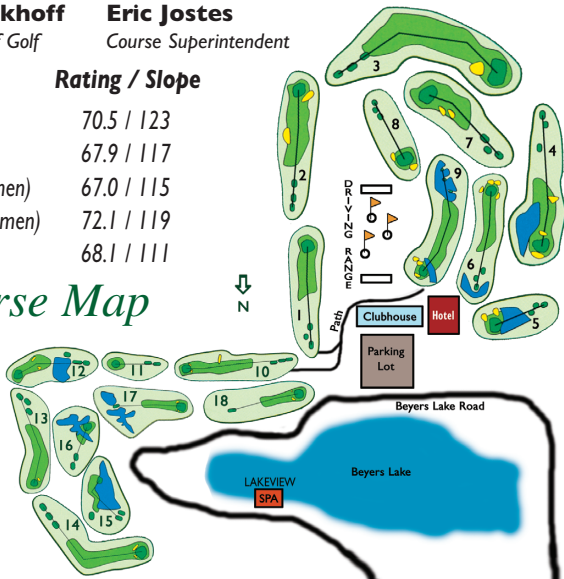 khoff Eric Jostes
f Golf Course Superintendent
Rating / Slope
70.5 / 123
67.9 / 117
men) 67.0 / 115
men) 72.1 / 119
68.1 / 111
rse Map
N
3
7
8
4
2
9
DRIVING RANGE
6
1
5
Path
Clubhouse
Hotel
Parking
Lot
12
11
10
17
18
13
16
15
14
Beyers Lake Road
Beyers Lake
LAKEVIEW
SPA